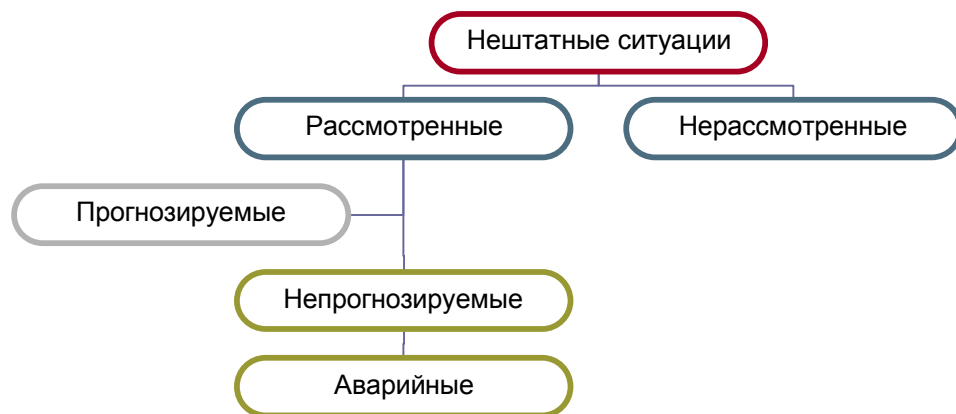 Нештатные ситуации
Рассмотренные
Нерассмотренные
Прогнозируемые
Непрогнозируемые
Аварийные